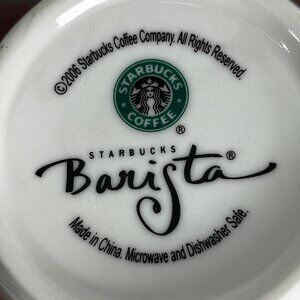 ©2006 Starbucks Coffee Company. All Rights Reserved.
STARBUCKS
COFFEE
®
STARBUCKS
Barista®
Made in China. Microwave and Dishwasher Safe.